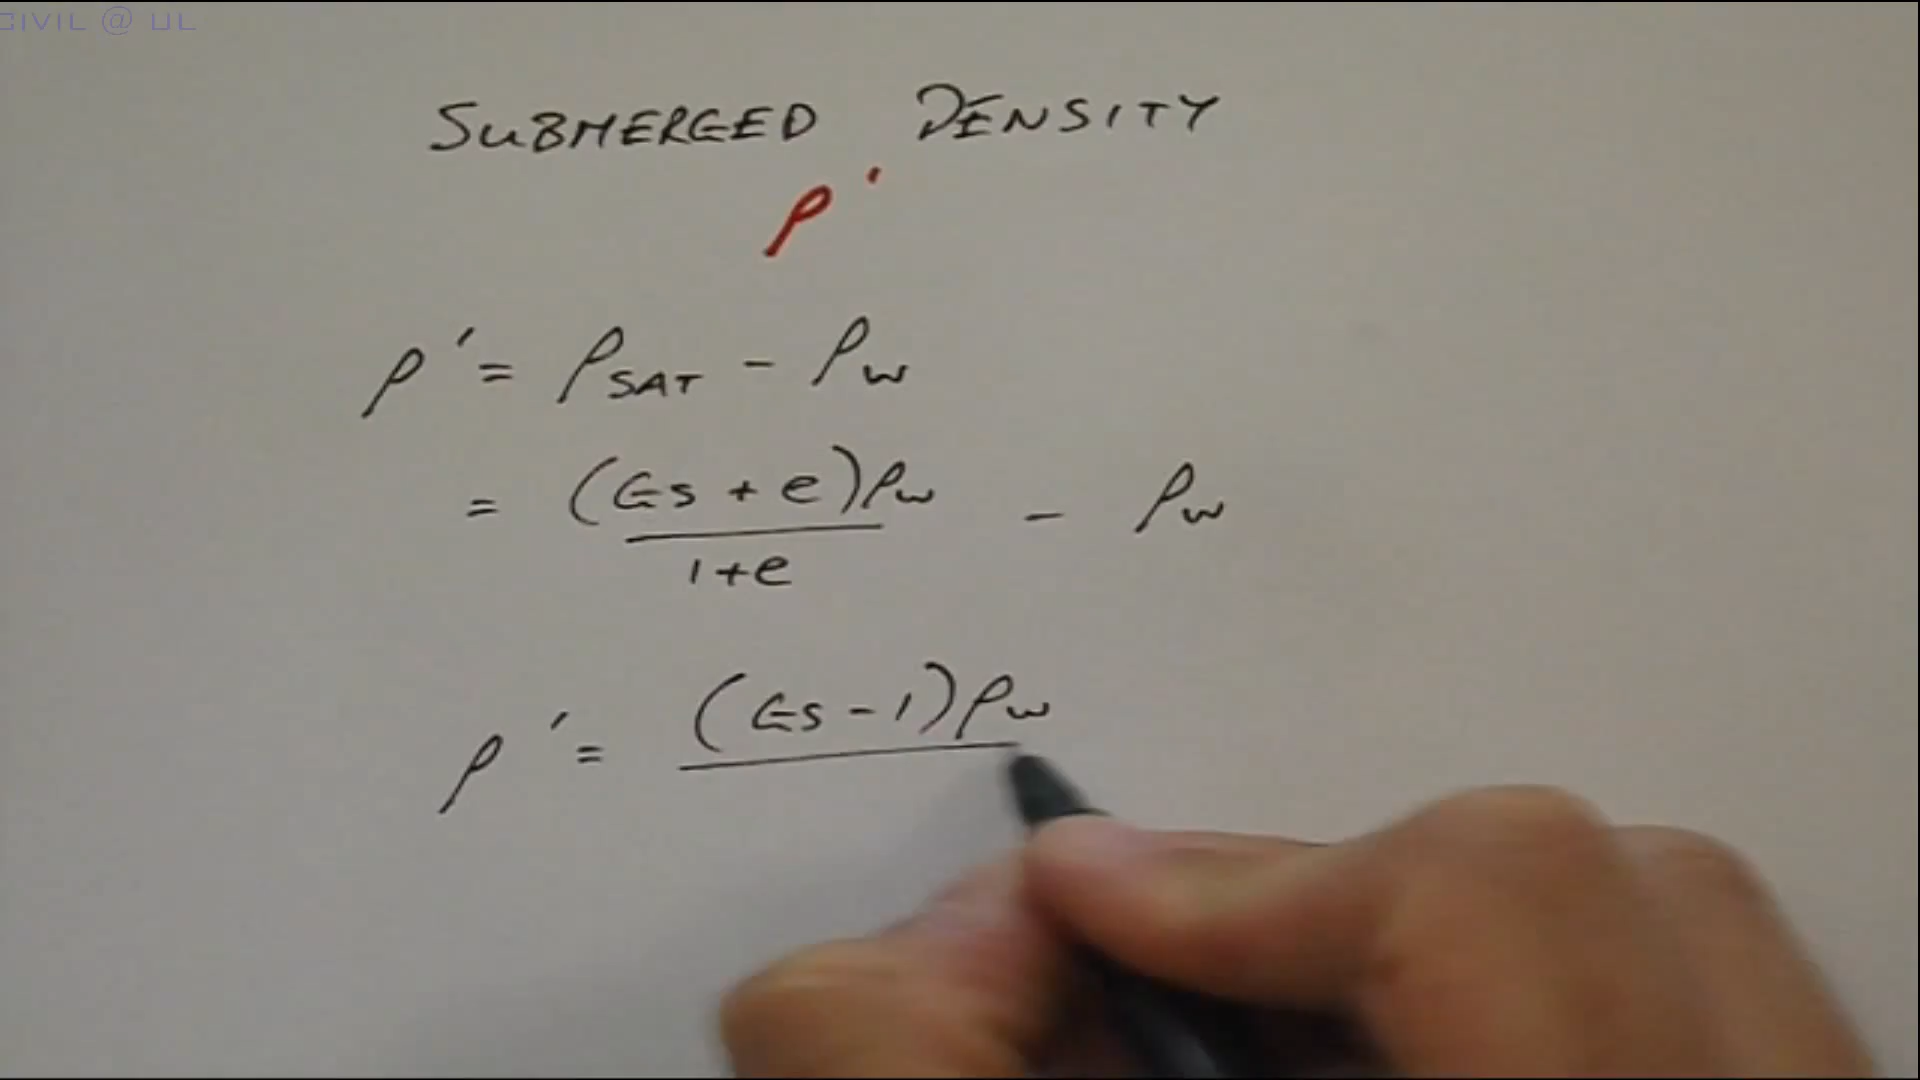 CIVIL @ UL
SUBMERGED DENSITY
ρ'
ρ' = ρSAT - ρw
= (Gs + e)ρw / 1+e - ρw
ρ' = (Gs - 1)ρw